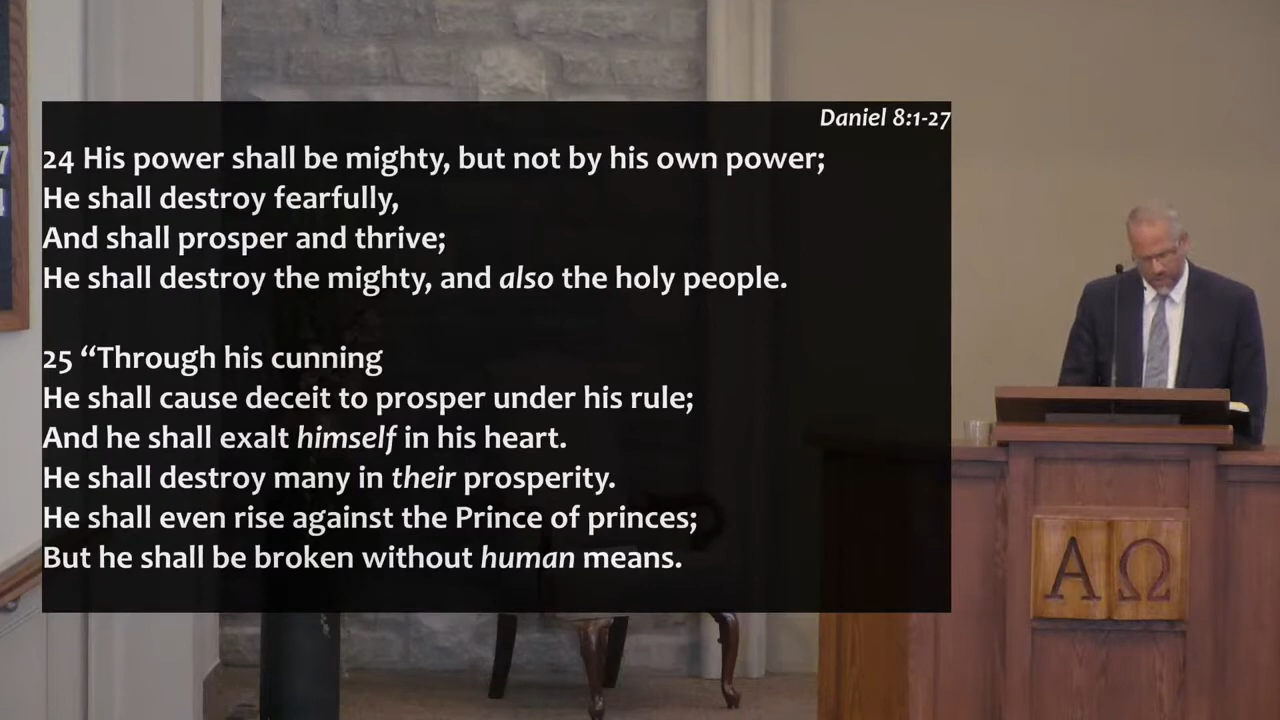 Daniel 8:1-27
24 His power shall be mighty, but not by his own power;
He shall destroy fearfully,
And shall prosper and thrive;
He shall destroy the mighty, and also the holy people.
25 “Through his cunning
He shall cause deceit to prosper under his rule;
And he shall exalt himself in his heart.
He shall destroy many in their prosperity.
He shall even rise against the Prince of princes;
But he shall be broken without human means.
ΑΩ